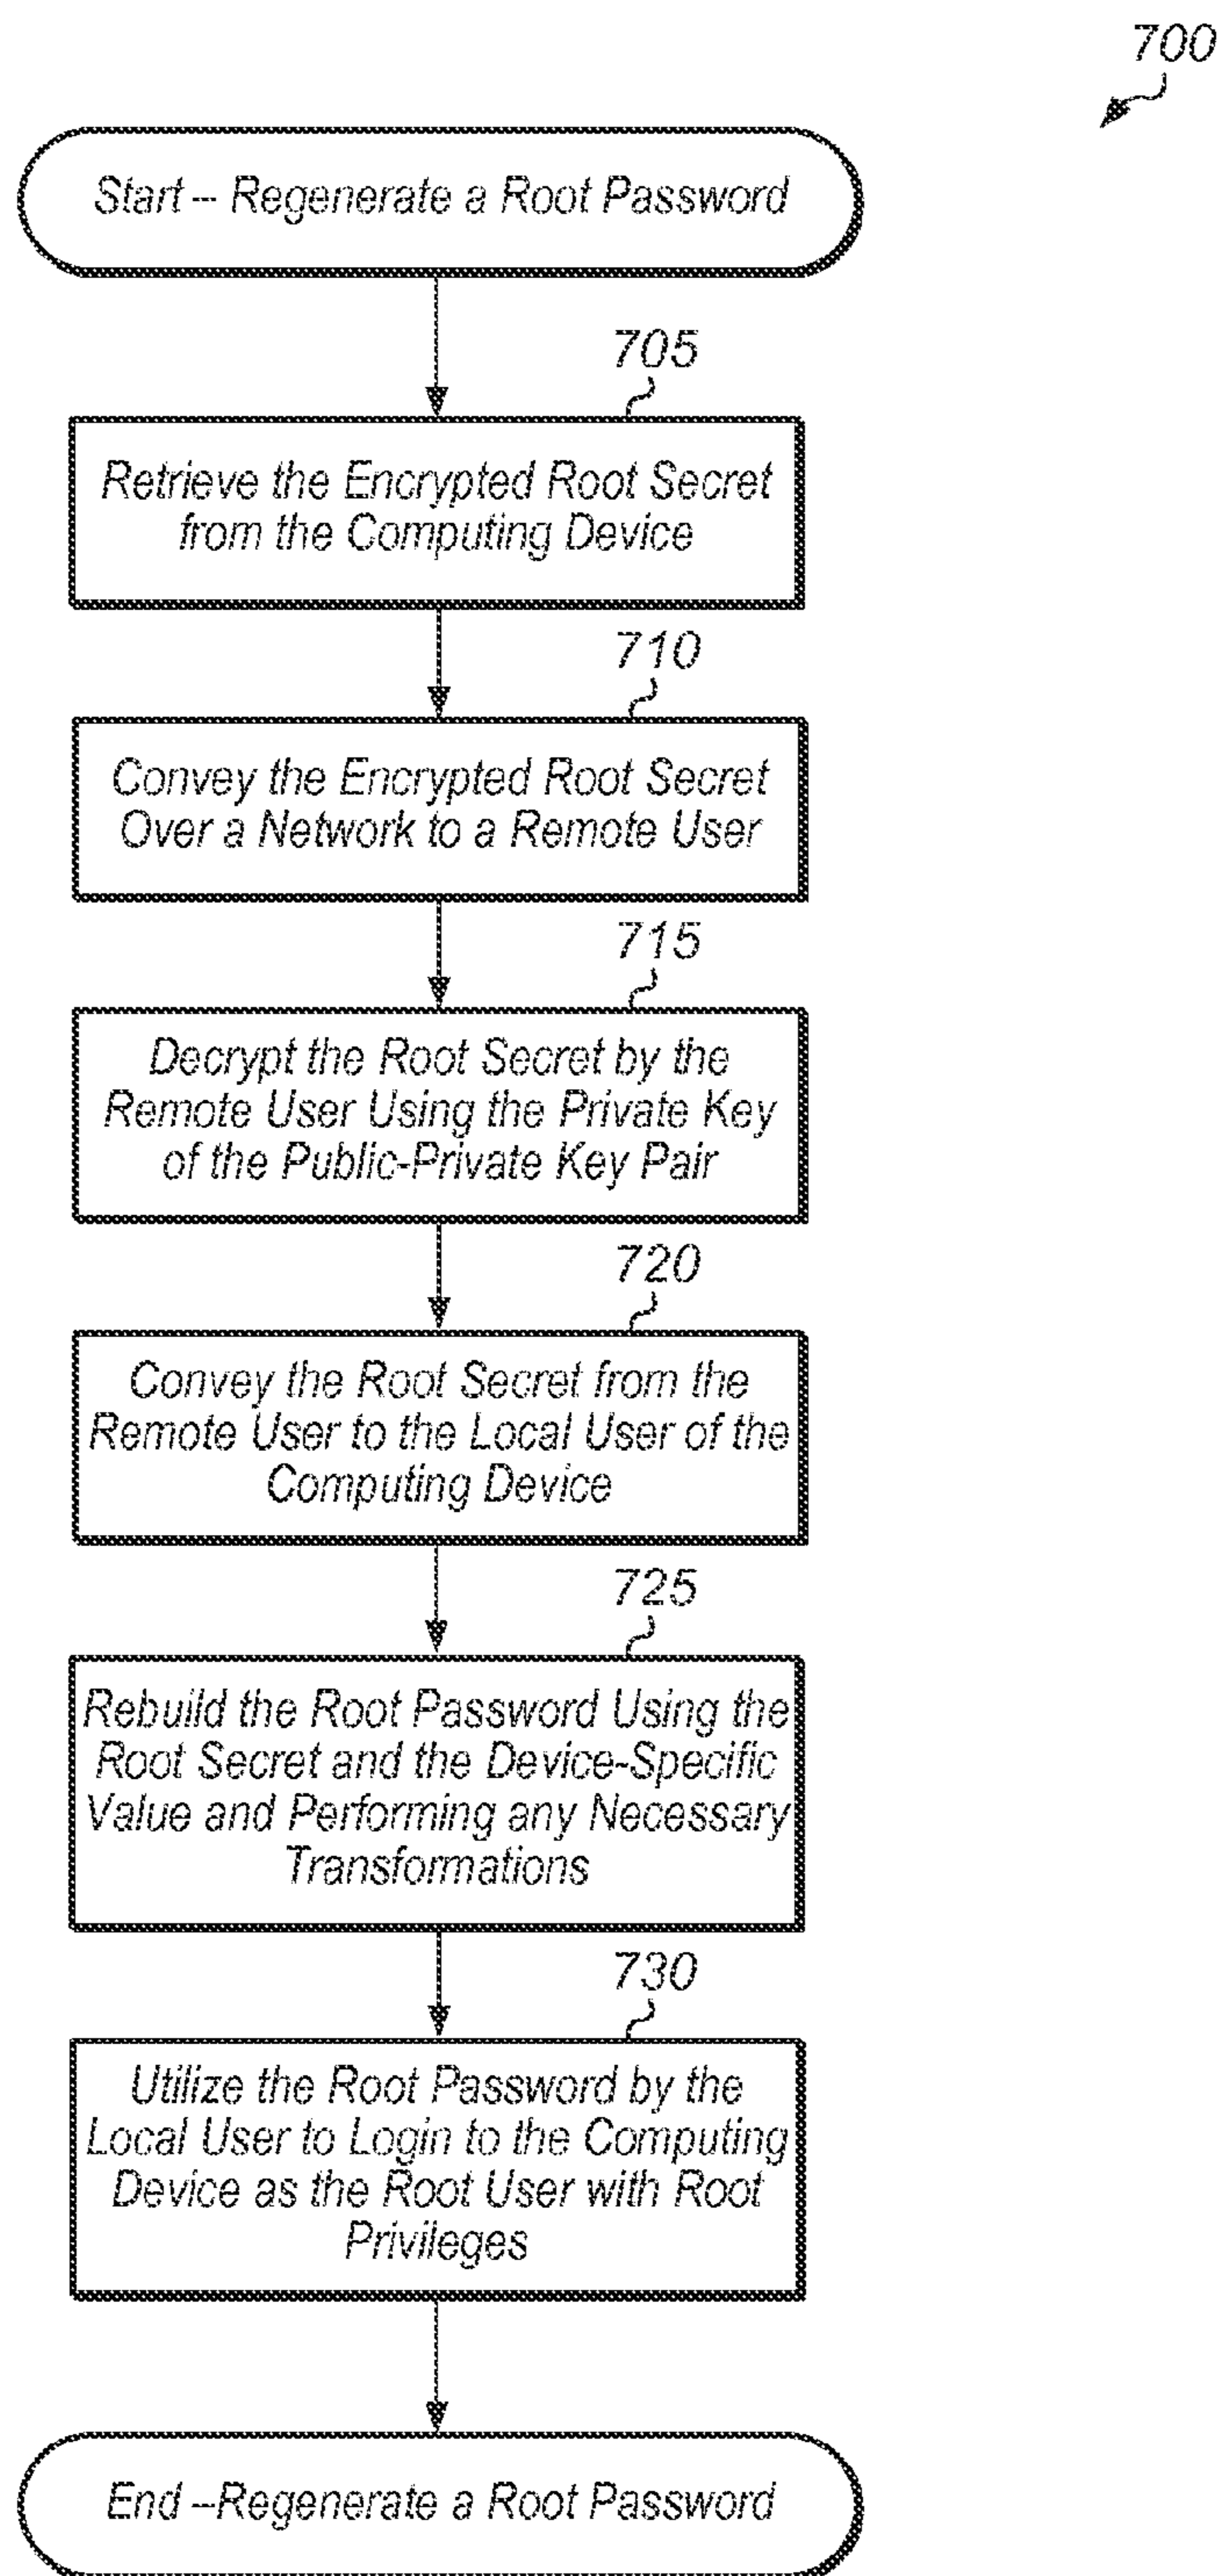 700
Start -- Regenerate a Root Password
705
Retrieve the Encrypted Root Secret
from the Computing Device
710
Convey the Encrypted Root Secret
Over a Network to a Remote User
715
Decrypt the Root Secret by the
Remote User Using the Private Key
of the Public-Private Key Pair
720
Convey the Root Secret from the
Remote User to the Local User of the
Computing Device
725
Rebuild the Root Password Using the
Root Secret and the Device-Specific
Value and Performing any Necessary
Transformations
730
Utilize the Root Password by the
Local User to Login to the Computing
Device as the Root User with Root
Privileges
End --Regenerate a Root Password